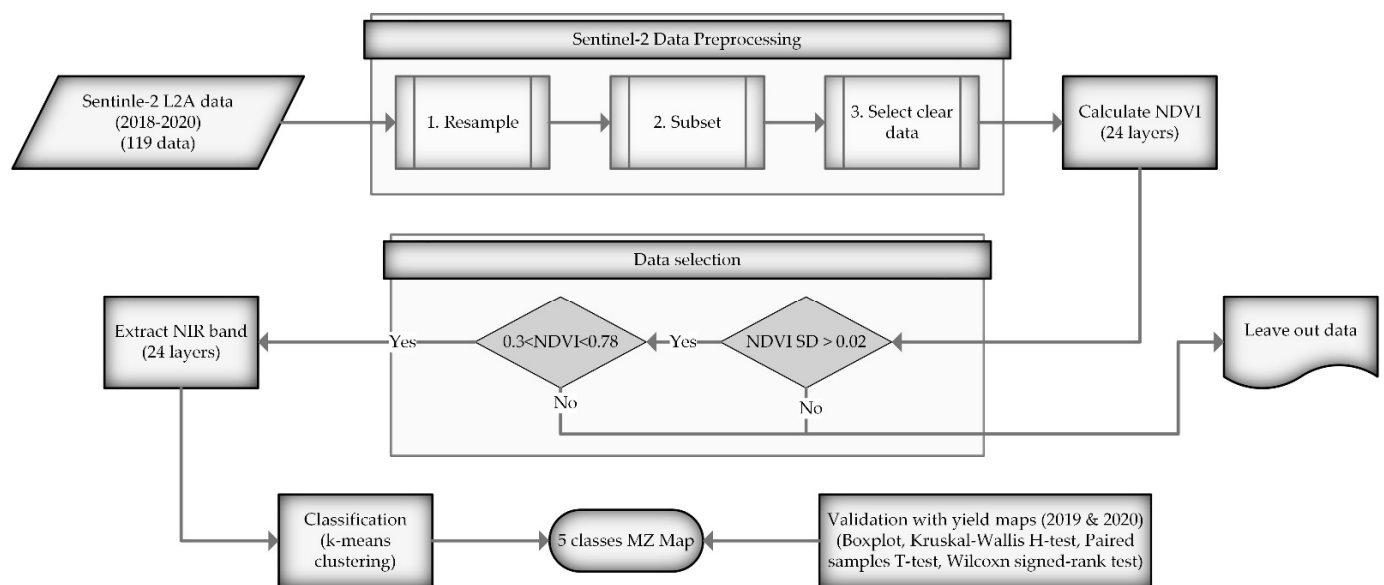 Sentinel-2 Data Preprocessing
Sentinle-2 L2A data
(2018-2020)
(119 data)
1. Resample
2. Subset
3. Select clear
data
Calculate NDVI
(24 layers)
Data selection
Extract NIR band
(24 layers)
Yes
0.3<NDVI<0.78
Yes
NDVI SD > 0.02
Leave out data
No
No
Classification
(k-means
clustering)
5 classes MZ Map
Validation with yield maps (2019 & 2020)
(Boxplot, Kruskal-Wallis H-test, Paired
samples T-test, Wilcoxn signed-rank test)